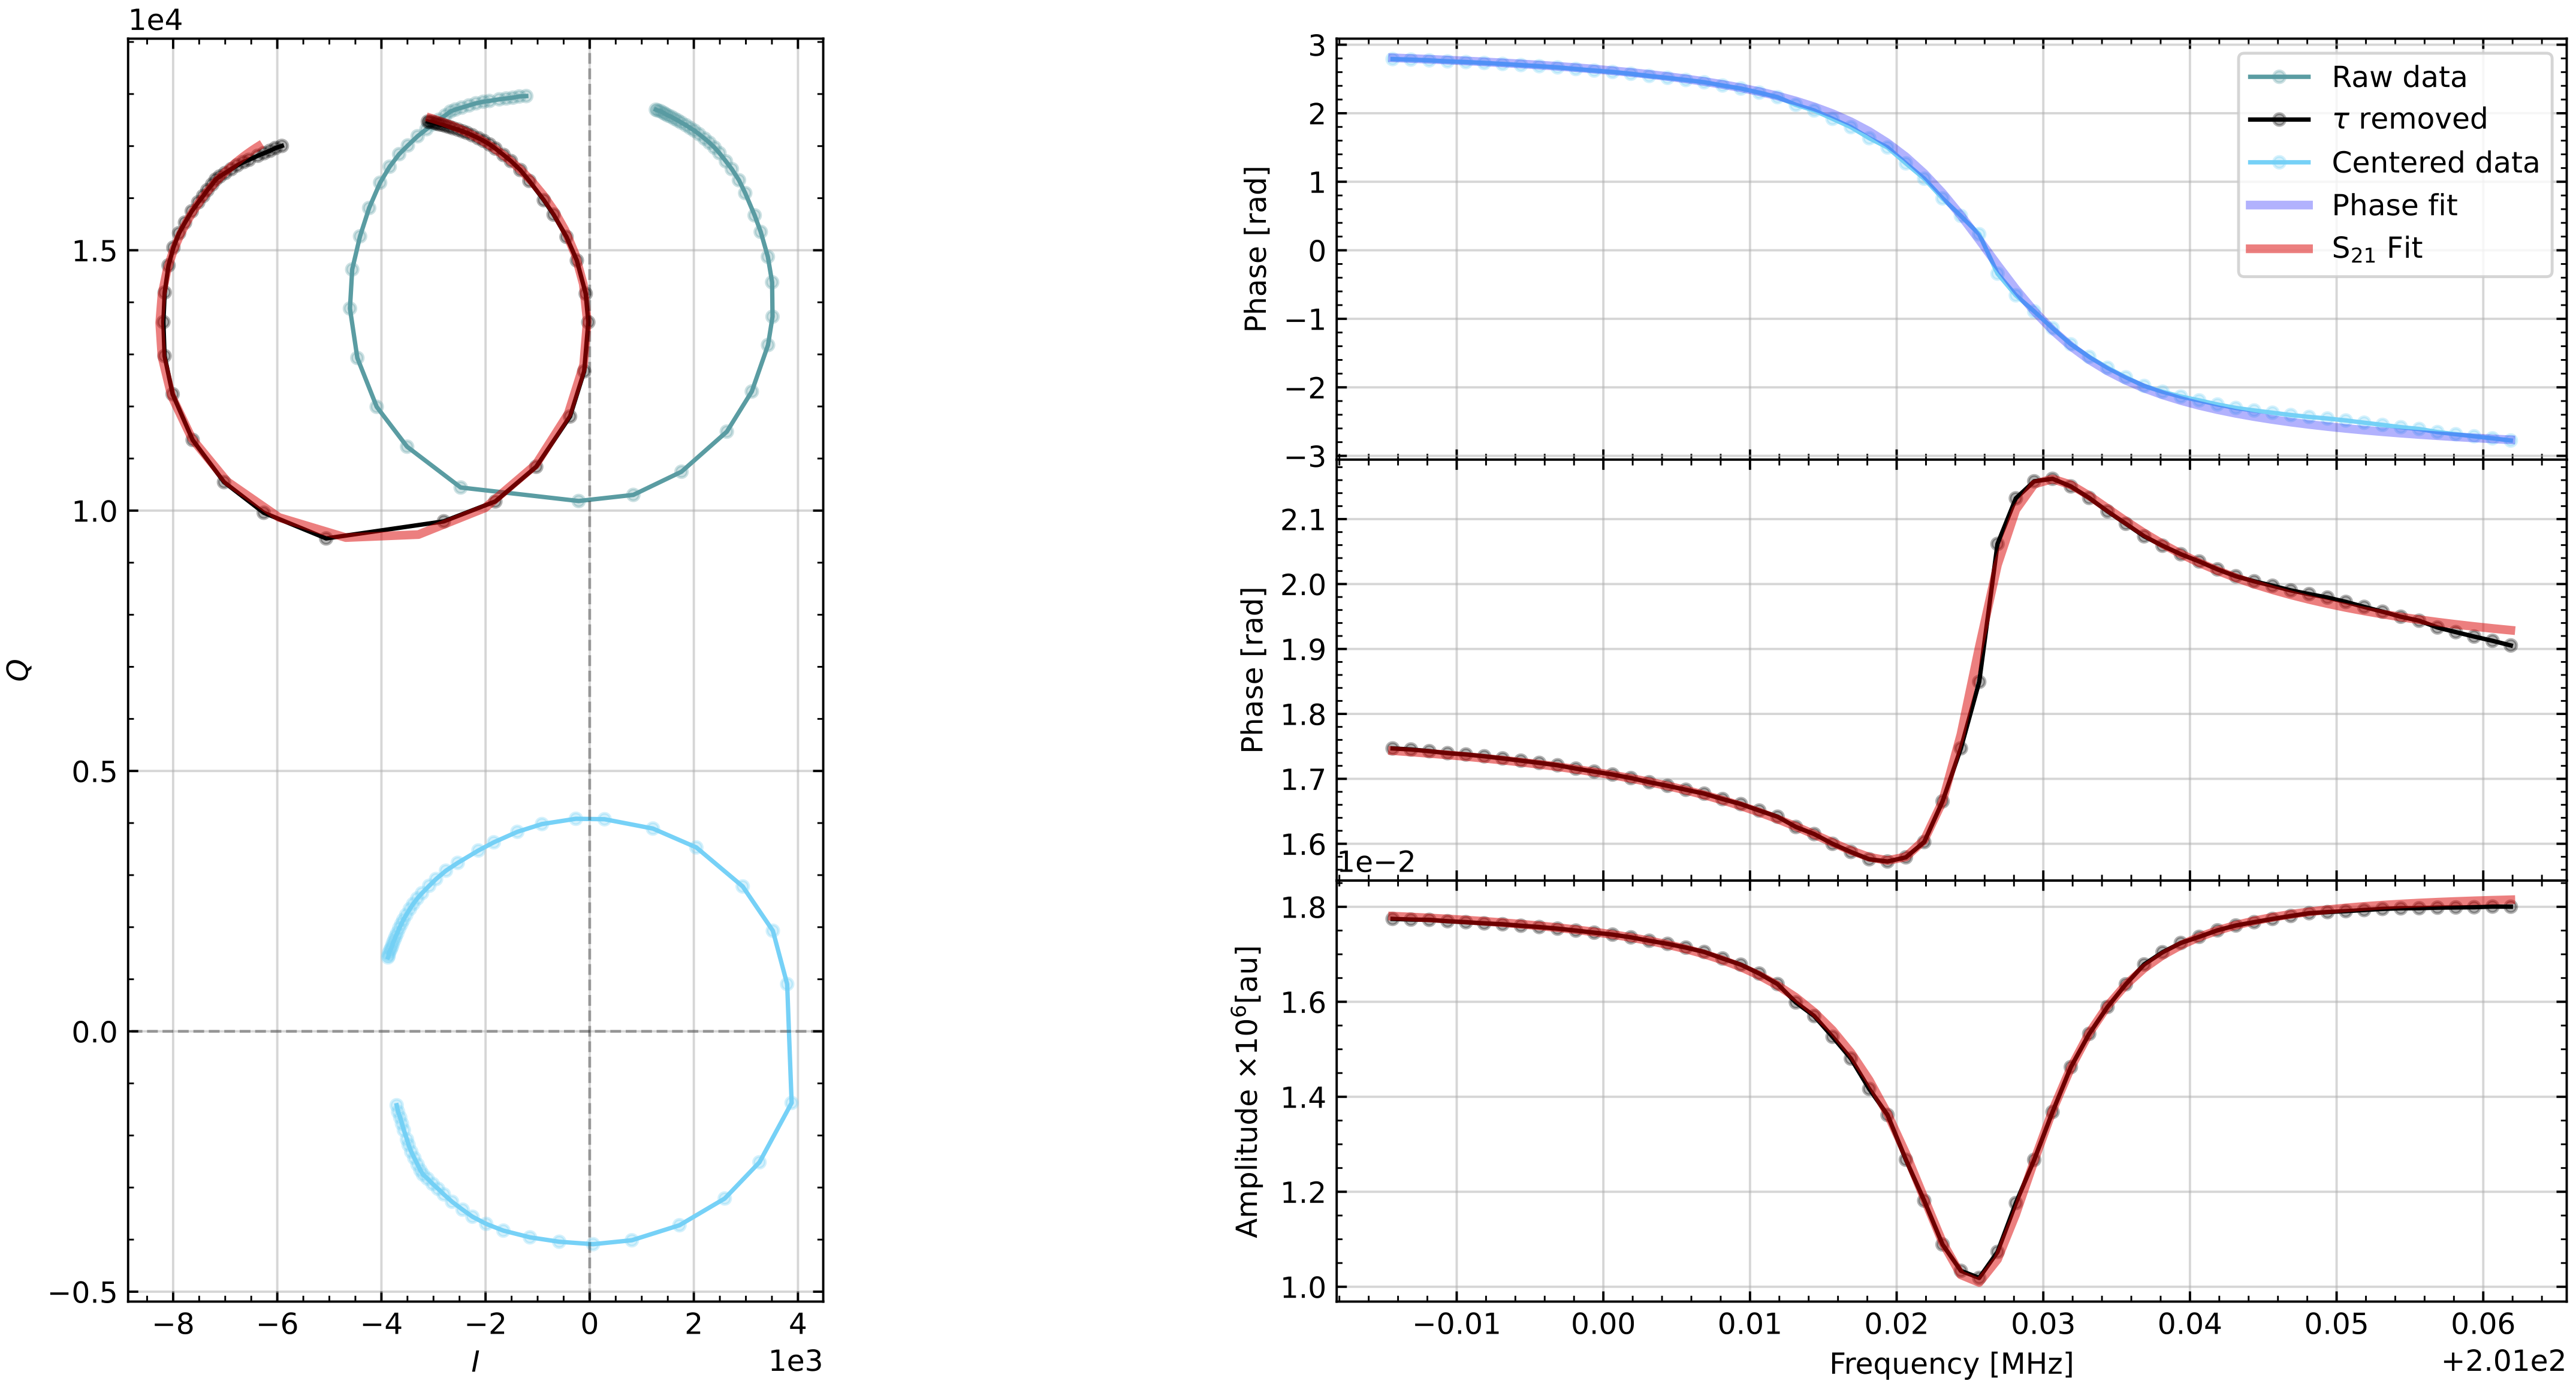 1e4
1.5
1.0
0.5
0.0
−0.5
Q
−8 −6 −4 −2 0 2 4
I
1e3
3
2
1
0
−1
−2
−3
Phase [rad]
Raw data
τ removed
Centered data
Phase fit
S21 Fit
2.1
2.0
1.9
1.8
1.7
1.6
Phase [rad]
1e−2
1.8
1.6
1.4
1.2
1.0
Amplitude ×10⁶[au]
−0.01 0.00 0.01 0.02 0.03 0.04 0.05 0.06
Frequency [MHz]
+2.01e2